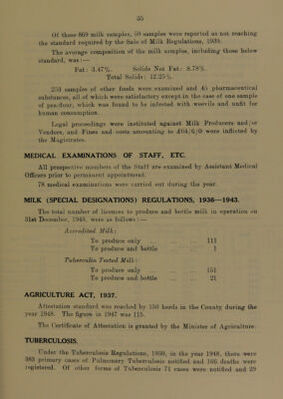 55
Of these 869 milk samples, 59 samples were reported as not reaching
the standard required by the Sale of Milk Regulations, 1939.
The average composition of the milk samples, including those below
standard, was :—
Fat: 3.47%. Solids Not Fat: 8.78%.
Total Solids: 12.25%.
253 samples of other foods were examined and 45 pharmaceutical
substances, all of which were satisfactory except in the case of one sample
of pea-flour, which was found to be infected with weevils and unfit for
human consumption.
Legal proceedings were instituted against Milk Producers and/or
Vendors, and Fines and costs amounting to were inflicted by
the Magistrates.
MEDICAL EXAMINATIONS OF STAFF, ETC.
All prospective members of the Staff are examined by Assistant Medical
Officers prior to permanent appointment.
78 medical examinations were carried out during the year.
MILK (SPECIAL DESIGNATIONS) REGULATIONS, 1936—1943.
The total number of licences to produce and bottle milk in operation on
31st December, 1948, were as follows :—
Accredited Milk:
To produce only ... ... ... 111
To produce and bottle ... ... 1
Tuberculin Tested Milk:
To produce only ... ... ... 151
To produce and bottle ... ... 21
AGRICULTURE ACT, 1937.
Attestation standard was reached by 150 herds in the County during the
year 1948. The figure in 1947 was 115.
The Certificate of Attestation is granted by the Minister of Agriculture.
TUBERCULOSIS.
Under the Tuberculosis Regulations, 1930, in the year 1948, there were
383 primary cases of Pulmonary Tuberculosis notified and 166 deaths were
registered. Of other forms of Tuberculosis 71 cases were notified and 29